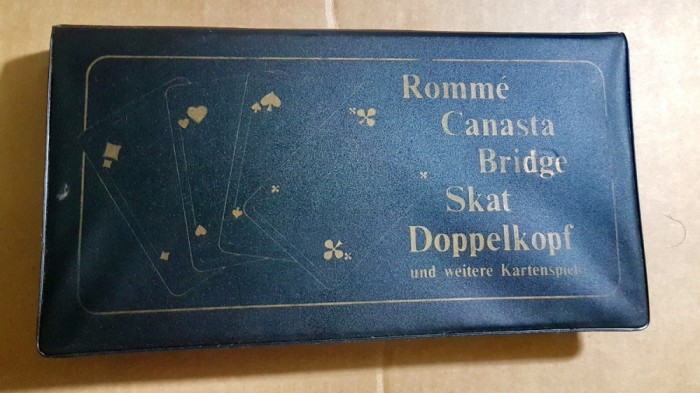 Rommé
Canasta
Bridge
Skat
Doppelkopf
und weitere Kartenspiele